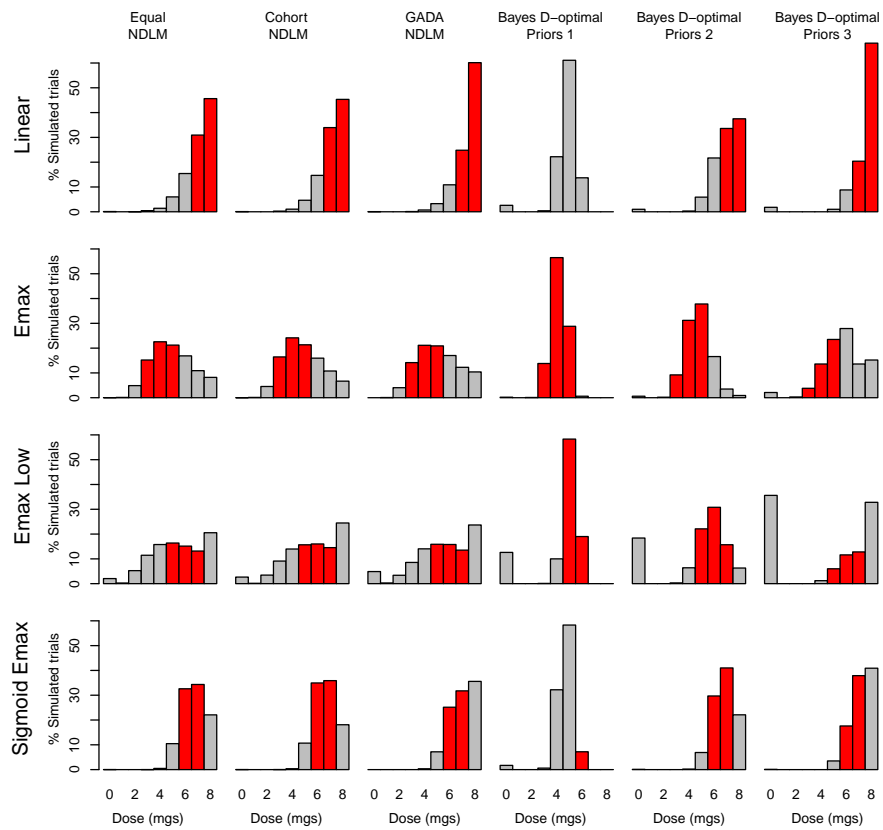 Equal NDLM
Cohort NDLM
GADA NDLM
Bayes D−optimal Priors 1
Bayes D−optimal Priors 2
Bayes D−optimal Priors 3
Linear
% Simulated trials
0 10 30 50
Emax
% Simulated trials
0 10 30 50
Emax Low
% Simulated trials
0 10 30 50
Sigmoid Emax
% Simulated trials
0 10 30 50
0 2 4 6 8
0 2 4 6 8
0 2 4 6 8
0 2 4 6 8
0 2 4 6 8
0 2 4 6 8
Dose (mgs)
Dose (mgs)
Dose (mgs)
Dose (mgs)
Dose (mgs)
Dose (mgs)